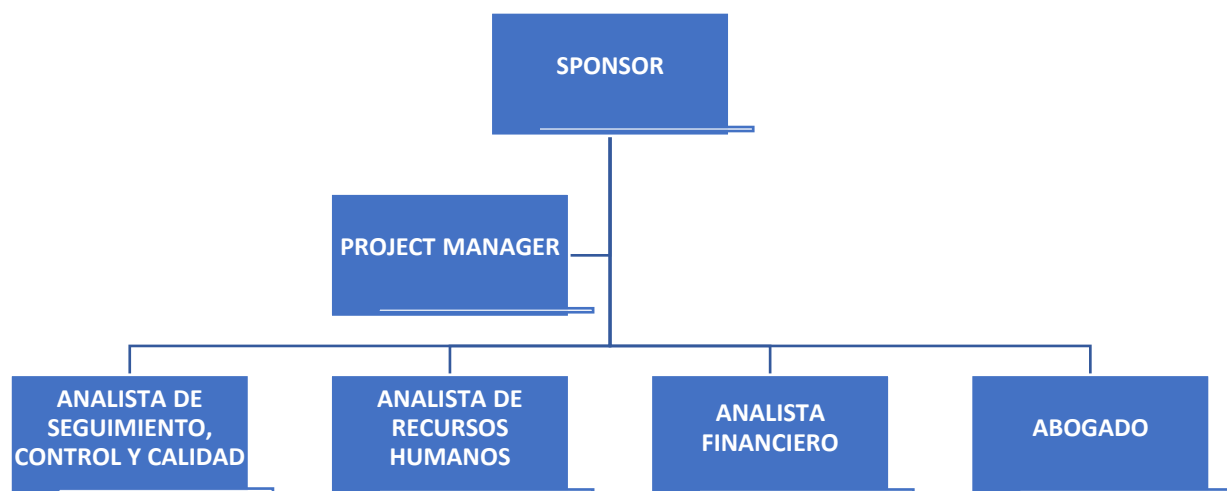 SPONSOR
PROJECT MANAGER
ANALISTA DE
SEGUIMIENTO,
CONTROL Y CALIDAD
ANALISTA DE
RECURSOS
HUMANOS
ANALISTA
FINANCIERO
ABOGADO